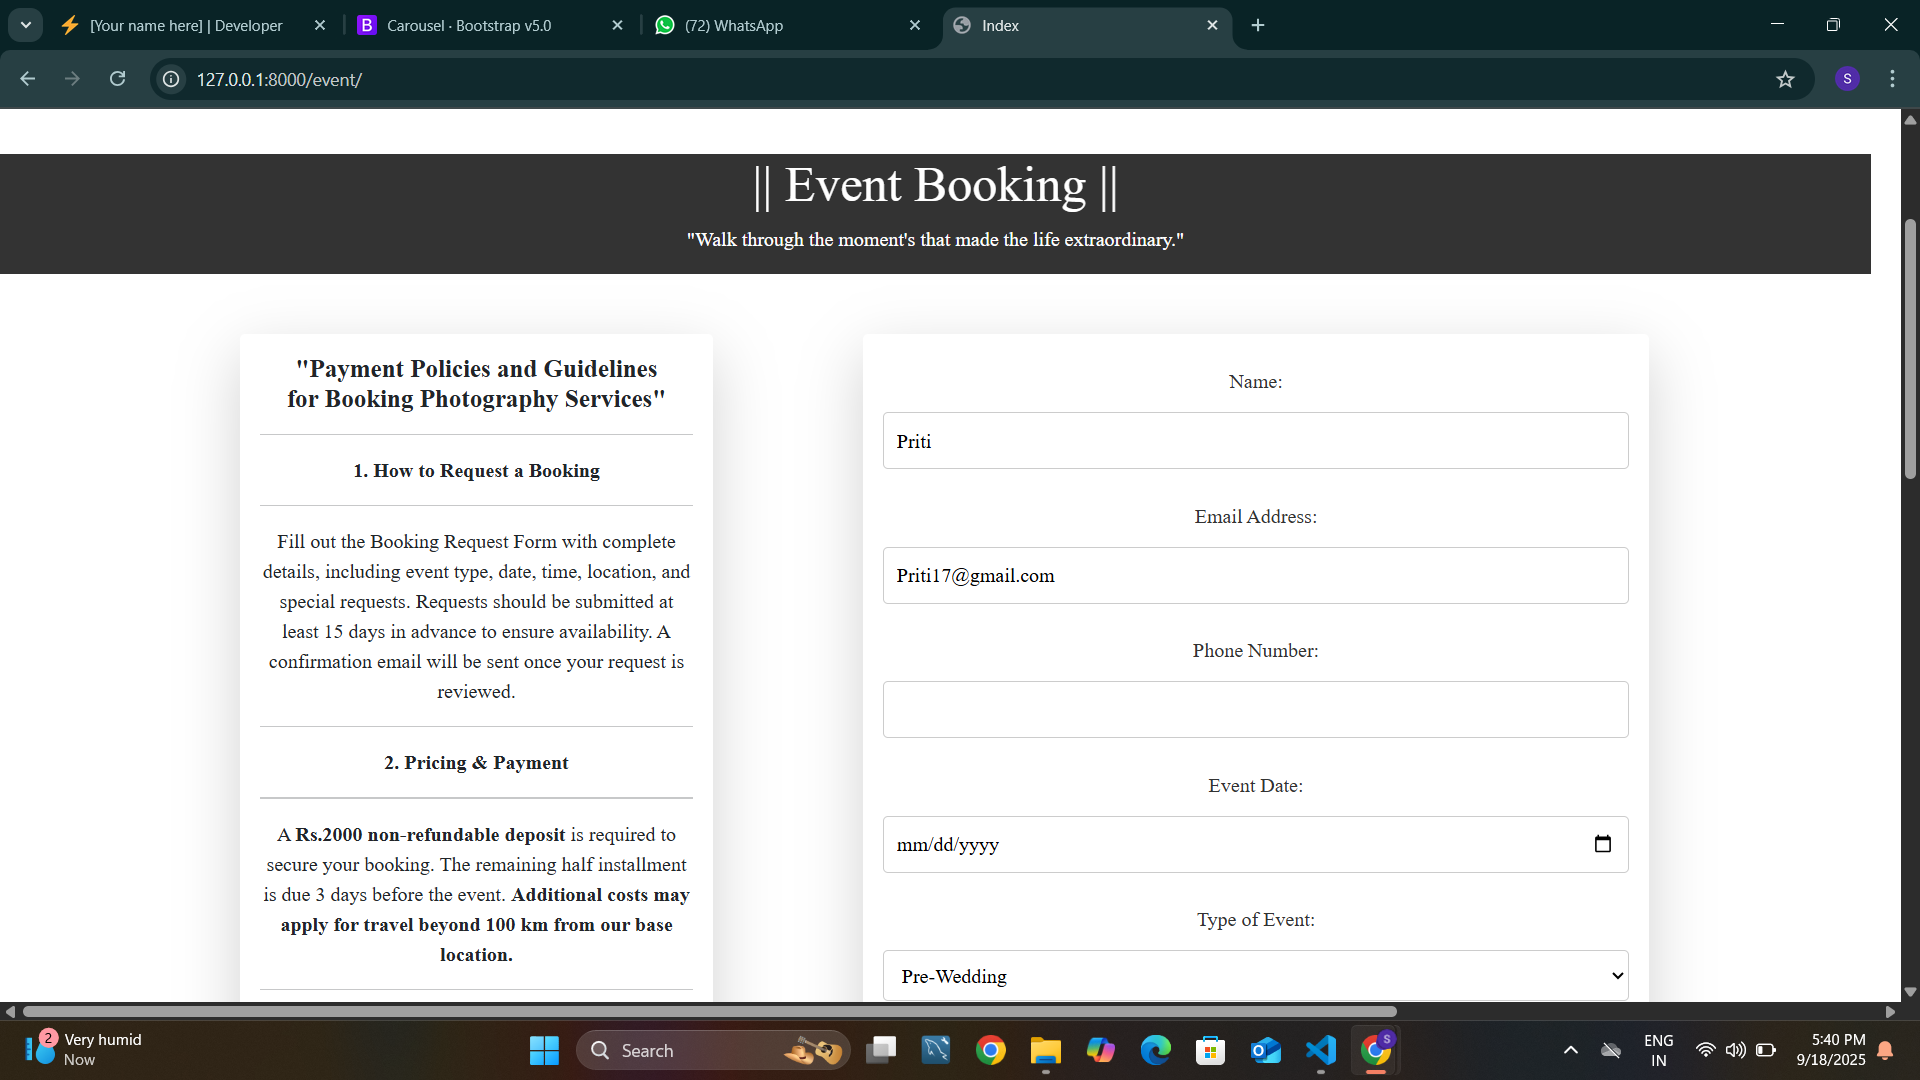 [Your name here] | Developer
B Carousel · Bootstrap v5.0
(72) WhatsApp
Index
127.0.0.1:8000/event/
S
|| Event Booking ||
"Walk through the moment's that made the life extraordinary."
"Payment Policies and Guidelines
for Booking Photography Services"
1. How to Request a Booking
Fill out the Booking Request Form with complete
details, including event type, date, time, location, and
special requests. Requests should be submitted at
least 15 days in advance to ensure availability. A
confirmation email will be sent once your request is
reviewed.
2. Pricing & Payment
A Rs.2000 non-refundable deposit is required to
secure your booking. The remaining half installment
is due 3 days before the event. Additional costs may
apply for travel beyond 100 km from our base
location.
Name:
Priti
Email Address:
Priti17@gmail.com
Phone Number:
Event Date:
mm/dd/yyyy
Type of Event:
Pre-Wedding
2
Very humid
Now
Search
S
ENG
IN
5:40 PM
9/18/2025